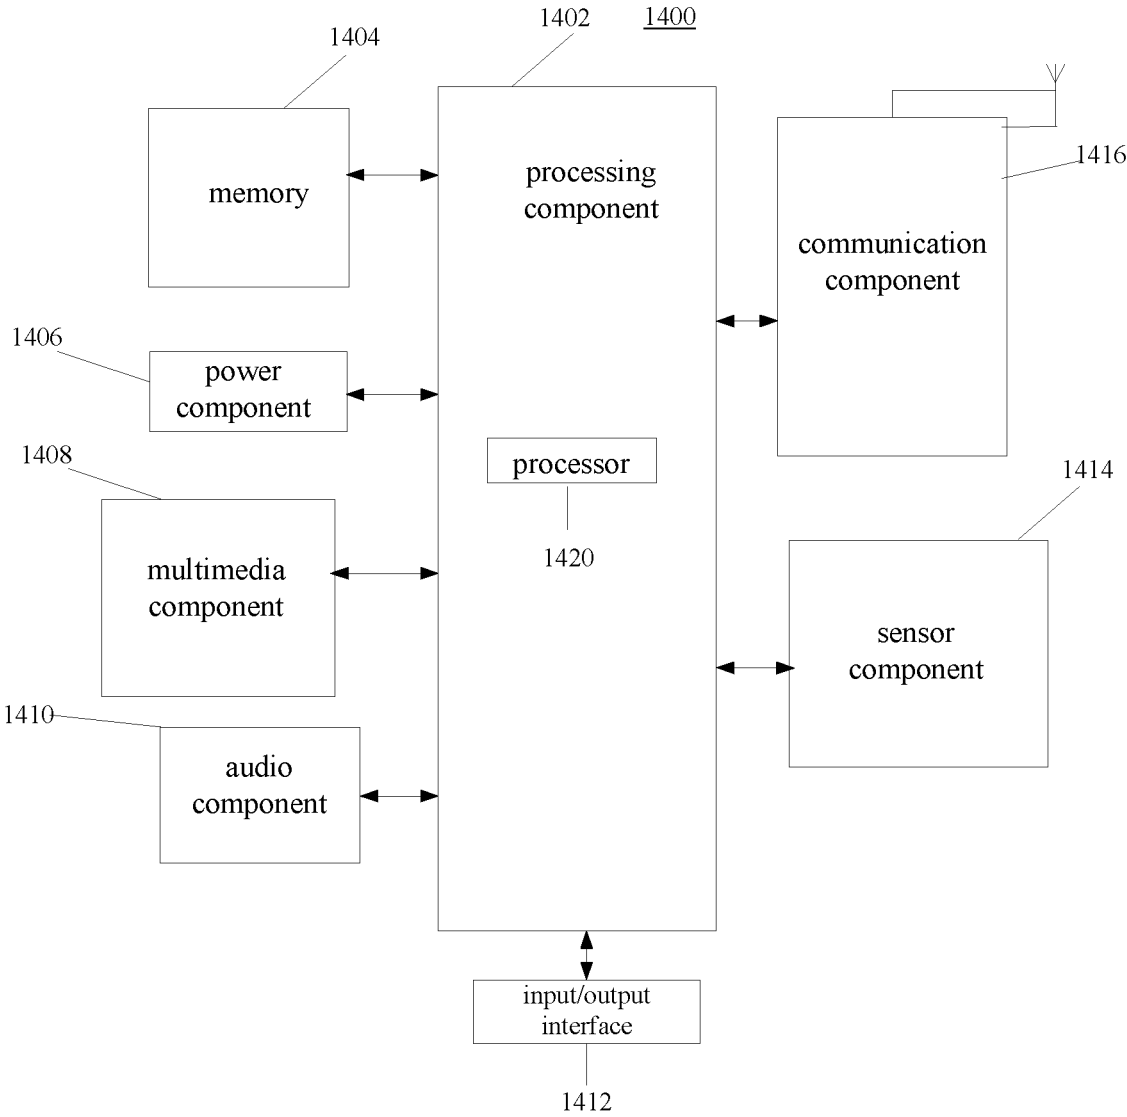 1402
1400
1404
processing
component
memory
1416
communication
component
1406
power
component
1408
processor
1414
1420
multimedia
component
sensor
component
1410
audio
component
input/output
interface
1412